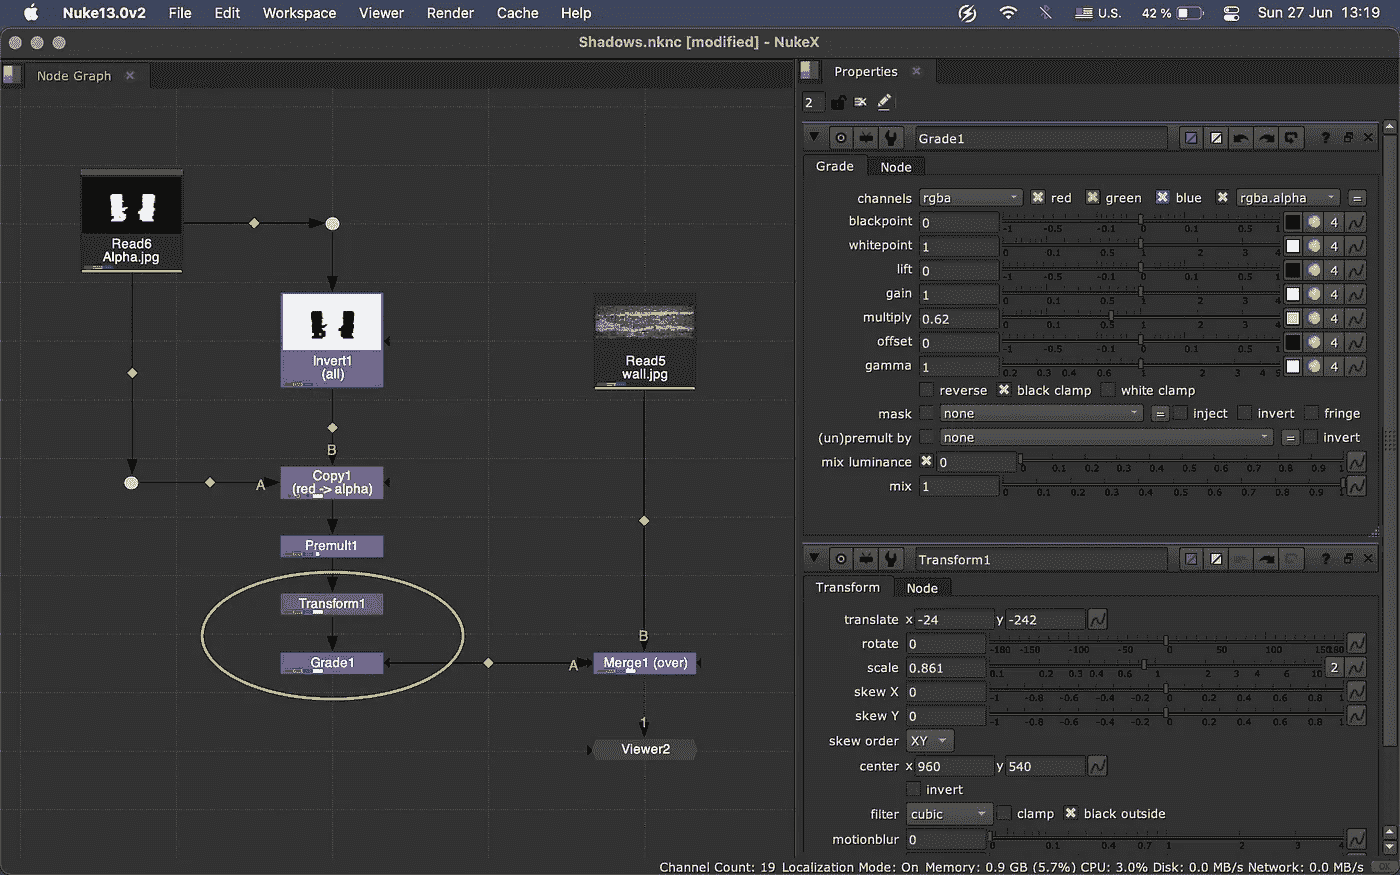 Nuke13.0v2 File Edit Workspace Viewer Render Cache Help U.S. 42 % Sun 27 Jun 13:19
Shadows.nknc [modified] - NukeX
Node Graph
Read6
Alpha.jpg
Invert1
(all)
Read5
wall.jpg
B
A
Copy1
(red -> alpha)
Premult1
Transform1
Grade1
B
A
Merge1 (over)
1
Viewer2
Properties
2
Grade1
Grade Node
channels rgba red green blue rgba.alpha =
blackpoint 0 -1 -0.5 -0.1 0 0.1 0.5 1 4
whitepoint 1 0 0.1 0.5 1 2 3 4 4
lift 0 -1 -0.5 -0.1 0 0.1 0.5 1 4
gain 1 0 0.1 0.5 1 2 3 4 4
multiply 0.62 0 0.1 0.5 1 2 3 4 4
offset 0 -1 -0.5 -0.1 0 0.1 0.5 1 4
gamma 1 0.2 0.3 0.4 0.6 1 2 3 4 5 4
reverse black clamp white clamp
mask none = inject invert fringe
(un)premult by none = invert
mix luminance 0 0 0.1 0.2 0.3 0.4 0.5 0.6 0.7 0.8 0.9 1
mix 1 0 0.1 0.2 0.3 0.4 0.5 0.6 0.7 0.8 0.9 1
Transform1
Transform Node
translate x -24 y -242
rotate 0 -180 -150 -100 -50 0 50 100 150 180
scale 0.861 0.1 0.2 0.3 0.4 0.6 1 2 3 4 6 10 2
skew X 0 -1 -0.8 -0.6 -0.4 -0.2 0 0.2 0.4 0.6 0.8 1
skew Y 0 -1 -0.8 -0.6 -0.4 -0.2 0 0.2 0.4 0.6 0.8 1
skew order XY
center x 960 y 540
invert
filter cubic clamp black outside
motionblur 0 0 0.1 0.2 0.4 0.7 1 2 3 4
Channel Count: 19 Localization Mode: On Memory: 0.9 GB (5.7%) CPU: 3.0% Disk: 0.0 MB/s Network: 0.0 MB/s